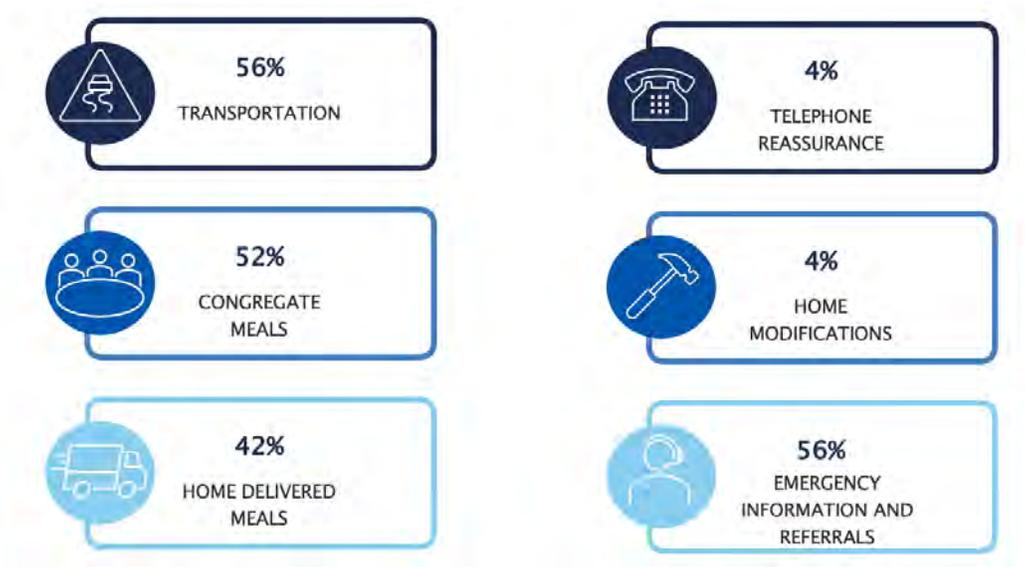 56%
TRANSPORTATION
52%
CONGREGATE
MEALS
42%
HOME DELIVERED
MEALS
4%
TELEPHONE
REASSURANCE
4%
HOME
MODIFICATIONS
56%
EMERGENCY
INFORMATION AND
REFERRALS